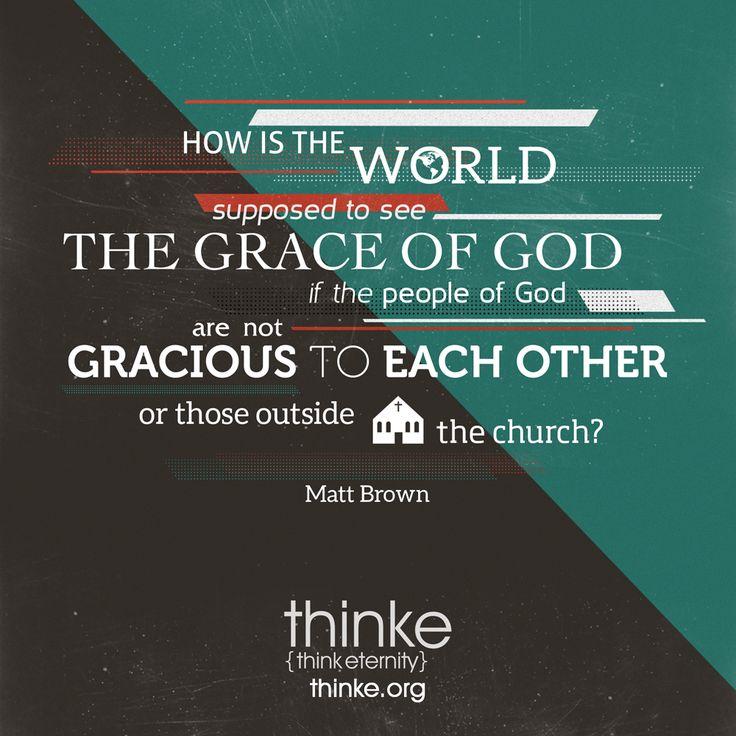 HOW IS THE WORLD
supposed to see
THE GRACE OF GOD
if the people of God
are not
GRACIOUS TO EACH OTHER
or those outside the church?
Matt Brown
thinke
{think eternity}
thinke.org